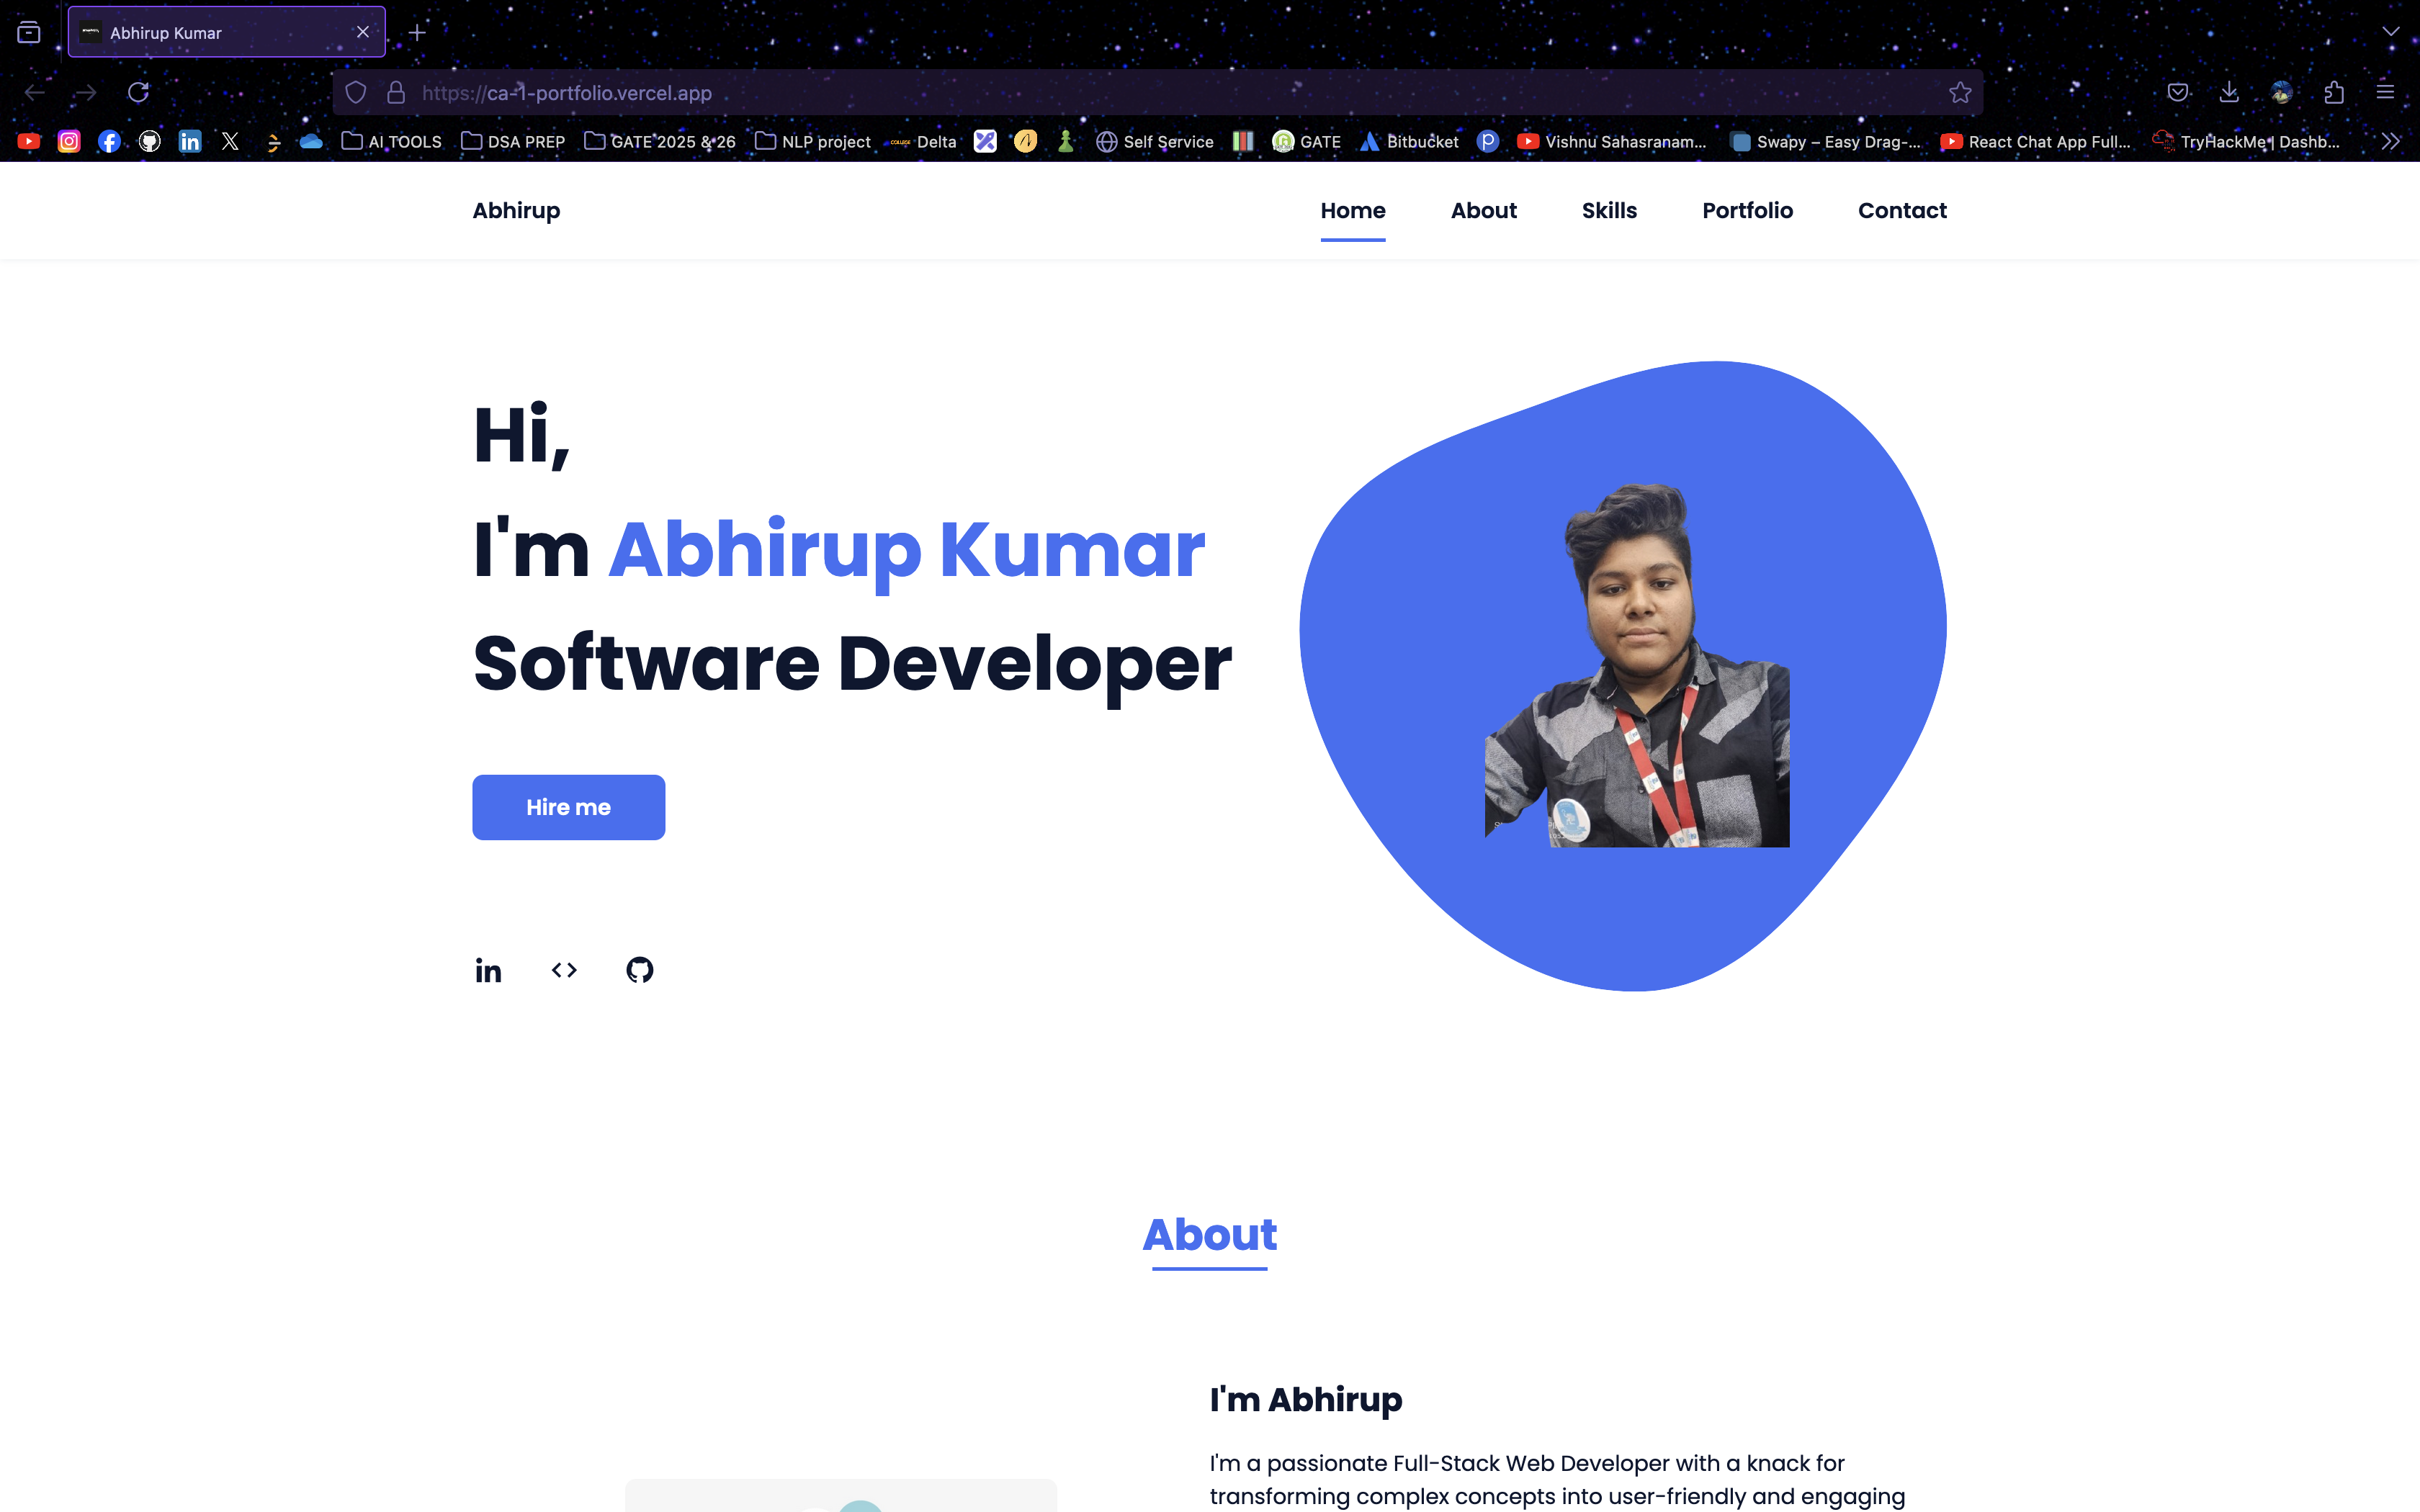 Abhirup Kumar
https://ca-1-portfolio.vercel.app
AI TOOLS
DSA PREP
GATE 2025 & 26
NLP project
Delta
Self Service
GATE
Bitbucket
Vishnu Sahasranam...
Swapy – Easy Drag-...
React Chat App Full...
TryHackMe | Dashb...
Abhirup
Home
About
Skills
Portfolio
Contact
Hi,
I'm Abhirup Kumar
Software Developer
Hire me
About
I'm Abhirup
I'm a passionate Full-Stack Web Developer with a knack for
transforming complex concepts into user-friendly and engaging